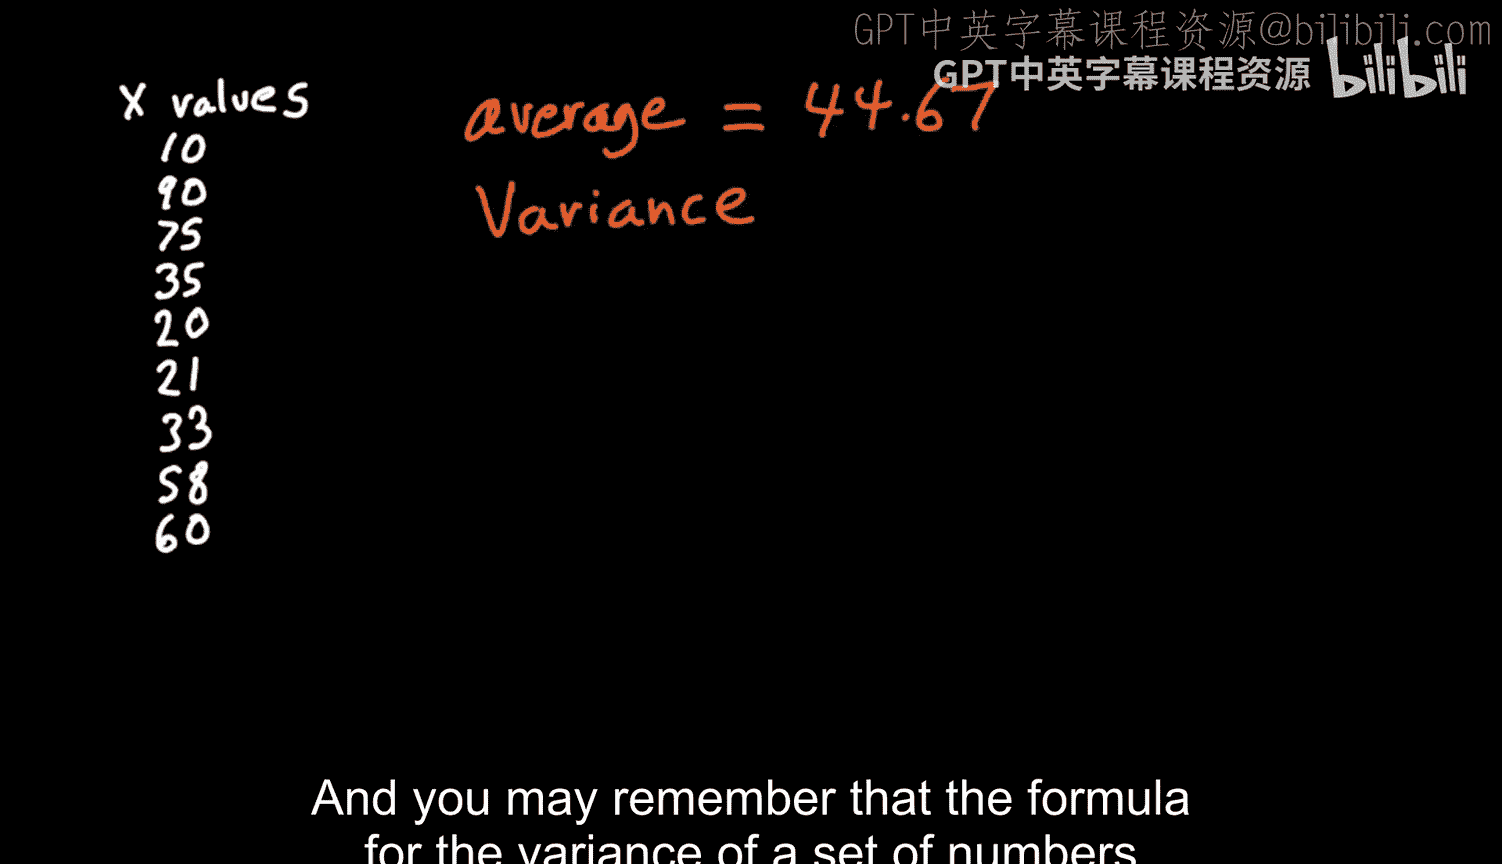 GPT中英字幕课程资源@bilibili.com
GPT中英字幕课程资源 bilibili
X values
10
90
75
35
20
21
33
58
60
average = 44.67
Variance
And you may remember that the formula
for the variance of a set of numbers